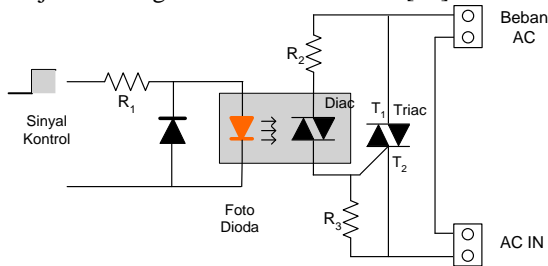 Beban
AC
R2
R1
Diac
T1 Triac
Sinyal
Kontrol
T2
Foto
Dioda
R3
AC IN